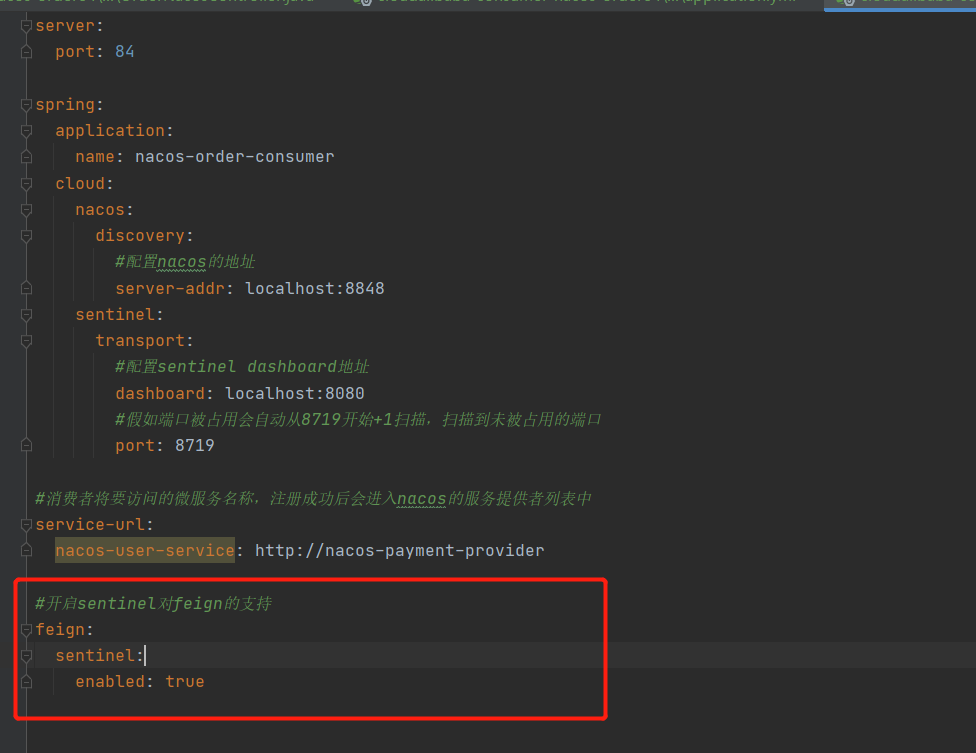 server:
port: 84
spring:
application:
name: nacos-order-consumer
cloud:
nacos:
discovery:
#配置nacos的地址
server-addr: localhost:8848
sentinel:
transport:
#配置sentinel dashboard地址
dashboard: localhost:8080
#假如端口被占用会自动从8719开始+1扫描，扫描到未被占用的端口
port: 8719
#消费者将要访问的微服务名称，注册成功后会进入nacos的服务提供者列表中
service-url:
nacos-user-service: http://nacos-payment-provider
#开启sentinel对feign的支持
feign:
sentinel:
enabled: true